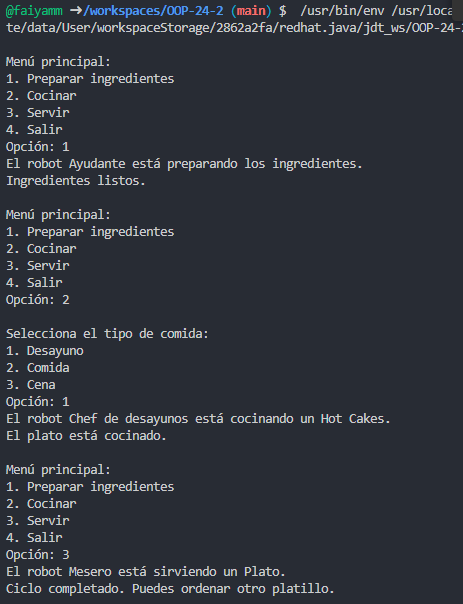 @faiyamm ➜/workspaces/OOP-24-2 (main) $  /usr/bin/env /usr/loca
te/data/User/workspaceStorage/2862a2fa/redhat.java/jdt_ws/OOP-24-
Menú principal:
1. Preparar ingredientes
2. Cocinar
3. Servir
4. Salir
Opción: 1
El robot Ayudante está preparando los ingredientes.
Ingredientes listos.
Menú principal:
1. Preparar ingredientes
2. Cocinar
3. Servir
4. Salir
Opción: 2
Selecciona el tipo de comida:
1. Desayuno
2. Comida
3. Cena
Opción: 1
El robot Chef de desayunos está cocinando un Hot Cakes.
El plato está cocinado.
Menú principal:
1. Preparar ingredientes
2. Cocinar
3. Servir
4. Salir
Opción: 3
El robot Mesero está sirviendo un Plato.
Ciclo completado. Puedes ordenar otro platillo.